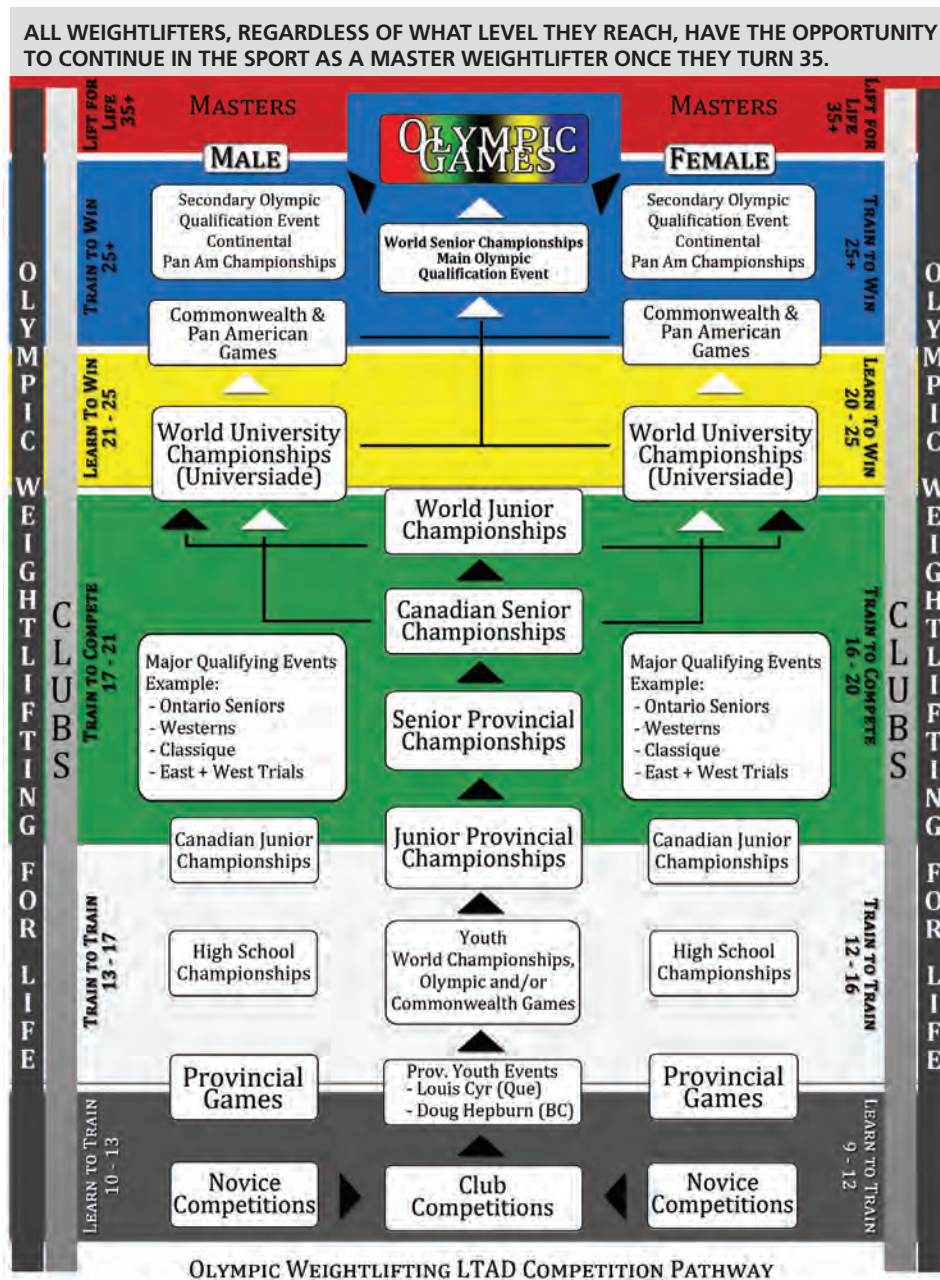 ALL WEIGHTLIFTERS, REGARDLESS OF WHAT LEVEL THEY REACH, HAVE THE OPPORTUNITY
TO CONTINUE IN THE SPORT AS A MASTER WEIGHTLIFTER ONCE THEY TURN 35.
OLYMPIC WEIGHTLIFTING FOR LIFE
CLUBS
LIFT FOR
LIFE
35+
MASTERS
OLYMPIC
GAMES
MASTERS
LIFT FOR
LIFE
35+
MALE
FEMALE
TRAIN TO WIN
25+
Secondary Olympic
Qualification Event
Continental
Pan Am Championships
World Senior Championships
Main Olympic
Qualification Event
Secondary Olympic
Qualification Event
Continental
Pan Am Championships
TRAIN TO WIN
25+
Commonwealth &
Pan American
Games
Commonwealth &
Pan American
Games
LEARN TO WIN
21 - 25
World University
Championships
(Universiade)
World University
Championships
(Universiade)
LEARN TO WIN
20 - 25
World Junior
Championships
Canadian Senior
Championships
TRAIN TO COMPETE
17 - 21
Major Qualifying Events
Example:
- Ontario Seniors
- Westerns
- Classique
- East + West Trials
Senior Provincial
Championships
Major Qualifying Events
Example:
- Ontario Seniors
- Westerns
- Classique
- East + West Trials
TRAIN TO COMPETE
16 - 20
Canadian Junior
Championships
Junior Provincial
Championships
Canadian Junior
Championships
TRAIN TO TRAIN
13 - 17
High School
Championships
Youth
World Championships,
Olympic and/or
Commonwealth Games
High School
Championships
TRAIN TO TRAIN
12 - 16
Provincial
Games
Prov. Youth Events
- Louis Cyr (Que)
- Doug Hepburn (BC)
Provincial
Games
LEARN TO TRAIN
10 - 13
Novice
Competitions
Club
Competitions
Novice
Competitions
LEARN TO TRAIN
9 - 12
CLUBS
OLYMPIC WEIGHTLIFTING FOR LIFE
OLYMPIC WEIGHTLIFTING LTAD COMPETITION PATHWAY